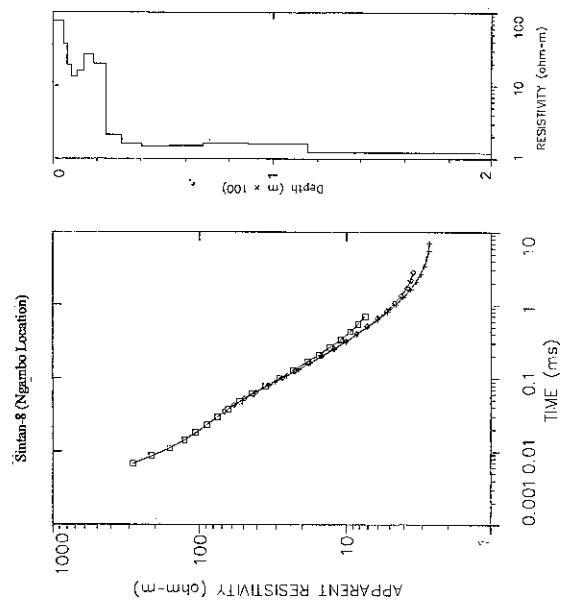 Sintan-8 (Ngambo Location)
APPARENT RESISTIVITY (ohm-m)
1000
100
10
0.001
0.01
0.1
1
10
TIME (ms)
Depth (m x 100)
0
1
2
1
10
100
RESISTIVITY (ohm-m)